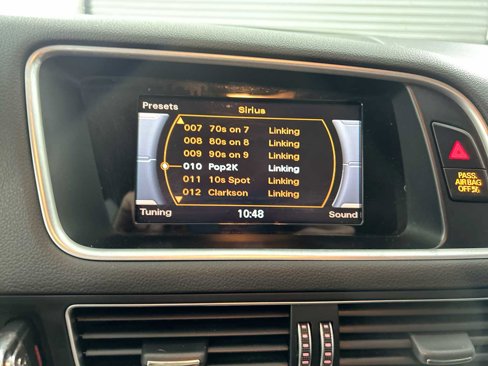 Presets Sirius
007 70s on 7 Linking
008 80s on 8 Linking
009 90s on 9 Linking
010 Pop2K Linking
011 10s Spot Linking
012 Clarkson Linking
Tuning 10:48 Sound
PASS.
AIR BAG
OFF